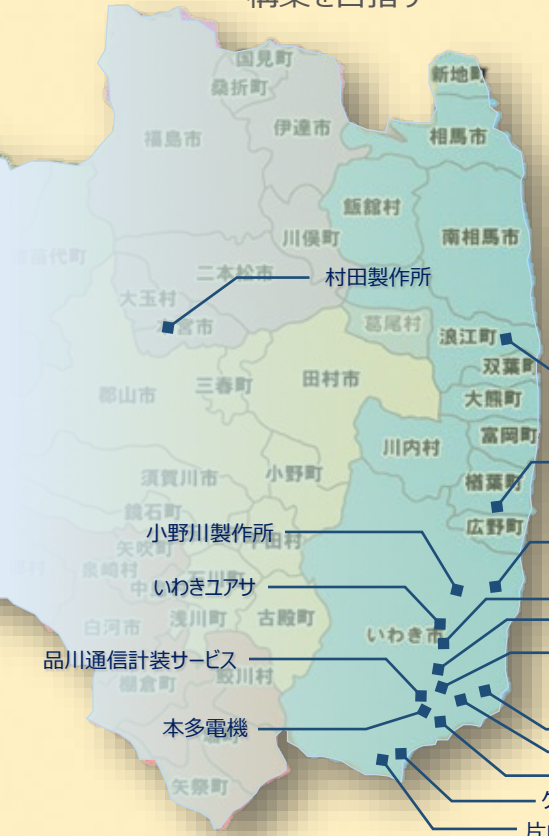 構築を目指す
国見町
桑折町
新地町
伊達市
福島市
相馬市
飯舘村
川俣町
南相馬市
二本松市
村田製作所
大玉村
葛尾村
浪江町
双葉町
田村市
三春町
郡山市
大熊町
富岡町
川内村
小野町
須賀川市
楢葉町
鏡石町
広野町
小野川製作所
矢吹町
泉崎村
いわきユアサ
浅川町
古殿町
白河市
いわき市
品川通信計装サービス
鮫川村
棚倉町
本多電機
矢祭町